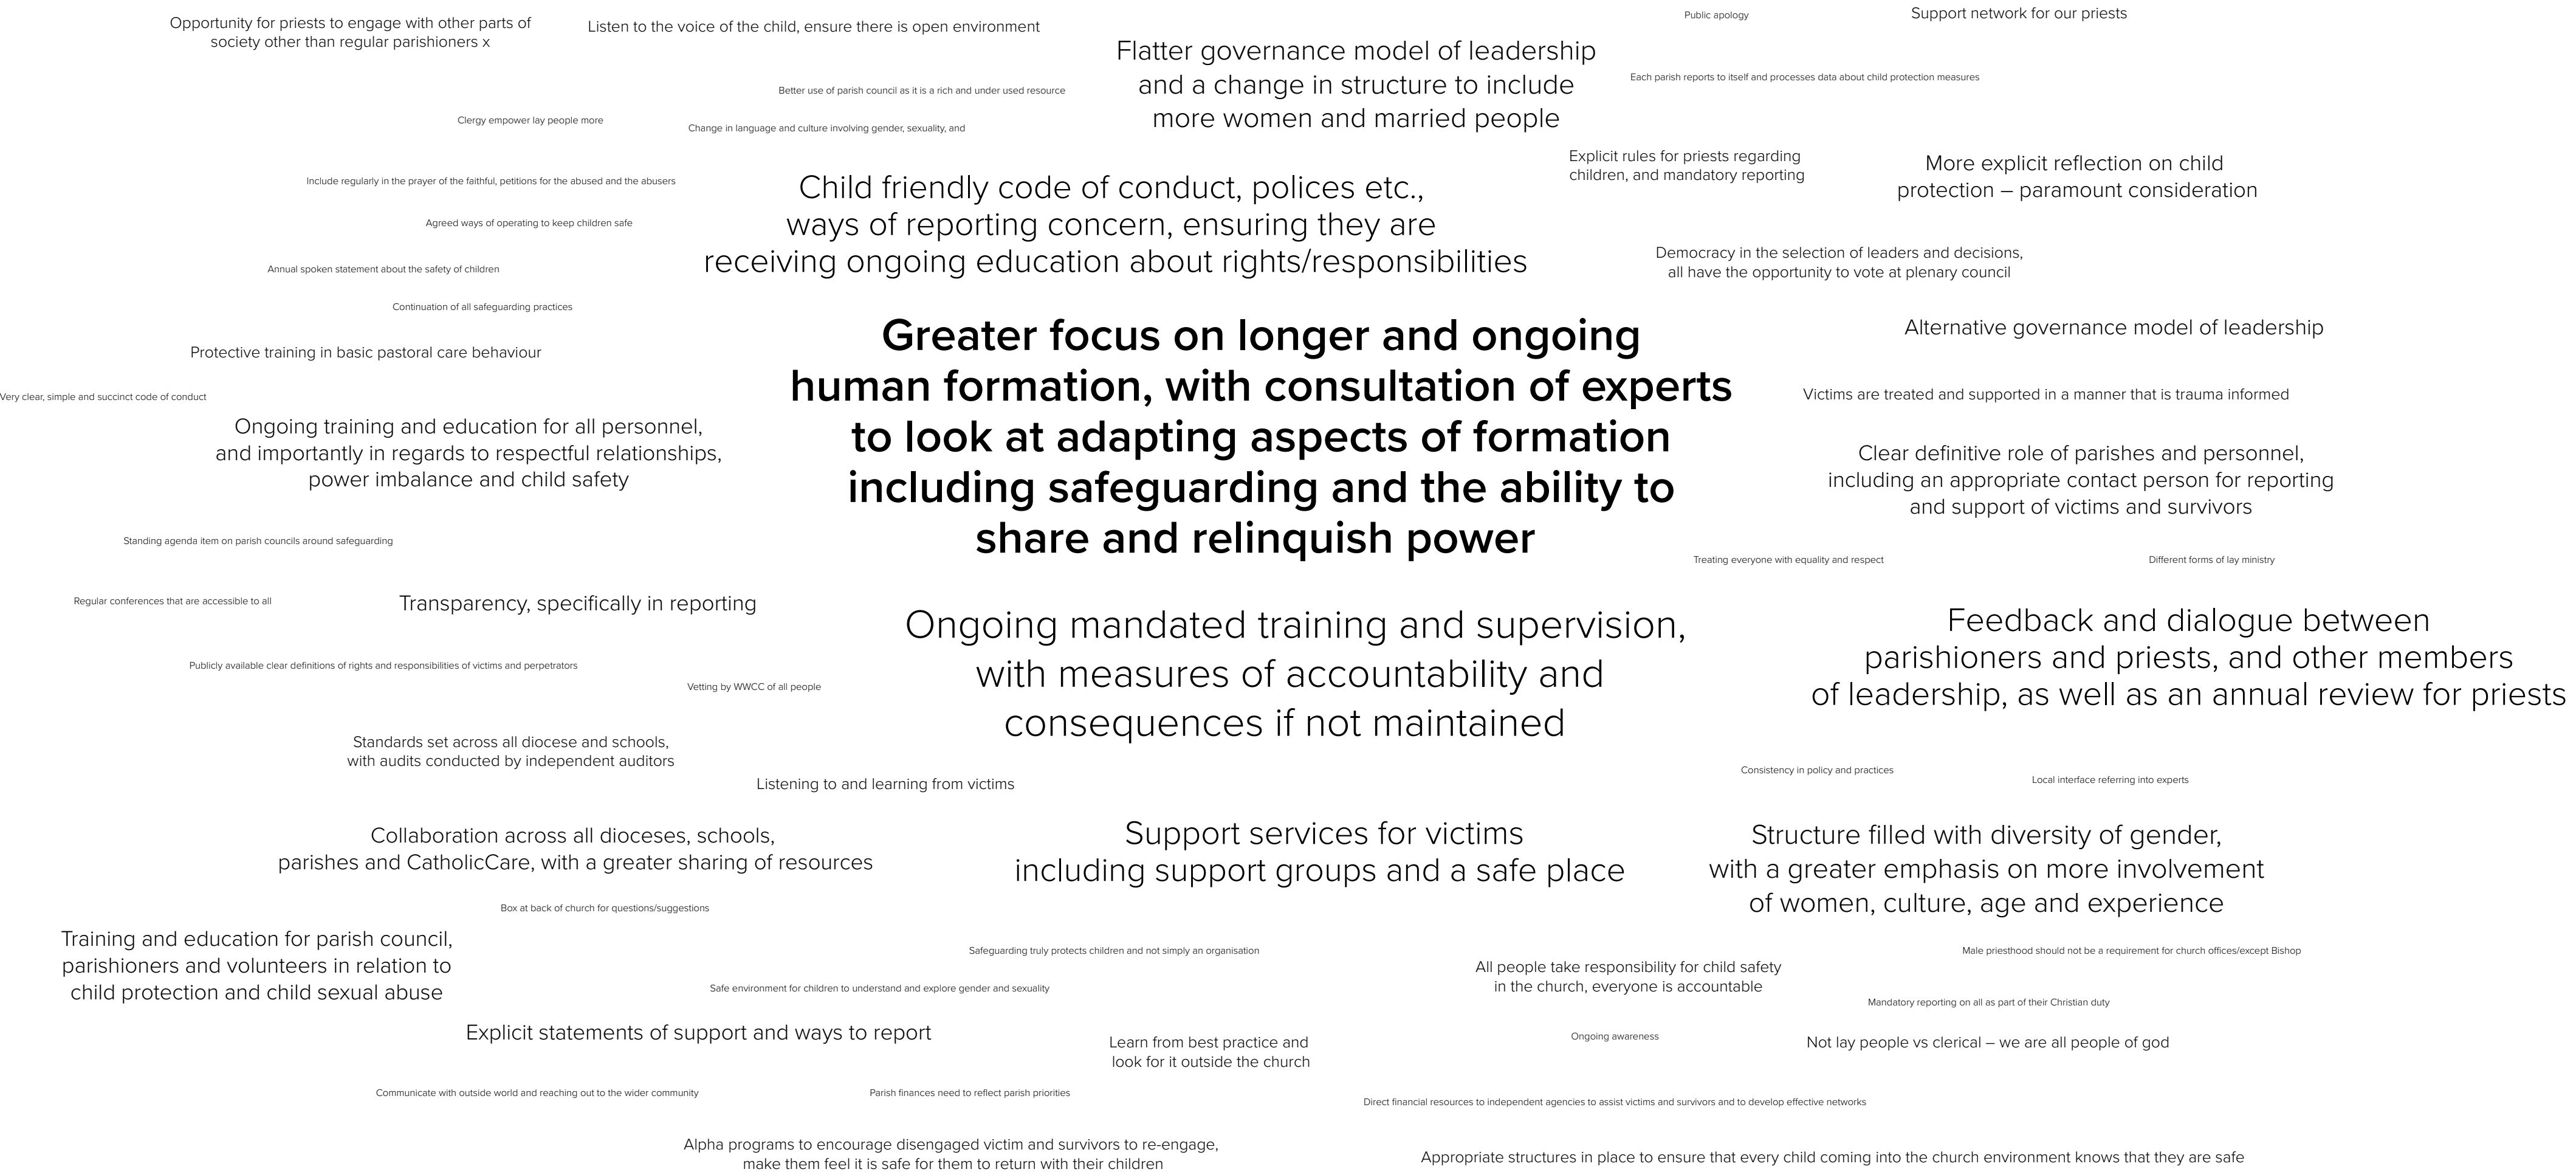 Opportunity for priests to engage with other parts of
society other than regular parishioners x
Listen to the voice of the child, ensure there is open environment
Public apology
Support network for our priests
Flatter governance model of leadership
and a change in structure to include
more women and married people
Each parish reports to itself and processes data about child protection measures
Better use of parish council as it is a rich and under used resource
Clergy empower lay people more
Change in language and culture involving gender, sexuality, and
Explicit rules for priests regarding
children, and mandatory reporting
More explicit reflection on child
protection – paramount consideration
Include regularly in the prayer of the faithful, petitions for the abused and the abusers
Child friendly code of conduct, polices etc.,
ways of reporting concern, ensuring they are
receiving ongoing education about rights/responsibilities
Agreed ways of operating to keep children safe
Democracy in the selection of leaders and decisions,
all have the opportunity to vote at plenary council
Annual spoken statement about the safety of children
Continuation of all safeguarding practices
Greater focus on longer and ongoing
human formation, with consultation of experts
to look at adapting aspects of formation
including safeguarding and the ability to
share and relinquish power
Alternative governance model of leadership
Protective training in basic pastoral care behaviour
Very clear, simple and succinct code of conduct
Victims are treated and supported in a manner that is trauma informed
Ongoing training and education for all personnel,
and importantly in regards to respectful relationships,
power imbalance and child safety
Clear definitive role of parishes and personnel,
including an appropriate contact person for reporting
and support of victims and survivors
Standing agenda item on parish councils around safeguarding
Treating everyone with equality and respect
Different forms of lay ministry
Regular conferences that are accessible to all
Transparency, specifically in reporting
Ongoing mandated training and supervision,
with measures of accountability and
consequences if not maintained
Feedback and dialogue between
parishioners and priests, and other members
of leadership, as well as an annual review for priests
Publicly available clear definitions of rights and responsibilities of victims and perpetrators
Vetting by WWCC of all people
Standards set across all diocese and schools,
with audits conducted by independent auditors
Listening to and learning from victims
Consistency in policy and practices
Local interface referring into experts
Collaboration across all dioceses, schools,
parishes and CatholicCare, with a greater sharing of resources
Support services for victims
including support groups and a safe place
Structure filled with diversity of gender,
with a greater emphasis on more involvement
of women, culture, age and experience
Box at back of church for questions/suggestions
Training and education for parish council,
parishioners and volunteers in relation to
child protection and child sexual abuse
Safeguarding truly protects children and not simply an organisation
Male priesthood should not be a requirement for church offices/except Bishop
All people take responsibility for child safety
in the church, everyone is accountable
Safe environment for children to understand and explore gender and sexuality
Mandatory reporting on all as part of their Christian duty
Explicit statements of support and ways to report
Learn from best practice and
look for it outside the church
Ongoing awareness
Not lay people vs clerical – we are all people of god
Communicate with outside world and reaching out to the wider community
Parish finances need to reflect parish priorities
Direct financial resources to independent agencies to assist victims and survivors and to develop effective networks
Alpha programs to encourage disengaged victim and survivors to re-engage,
make them feel it is safe for them to return with their children
Appropriate structures in place to ensure that every child coming into the church environment knows that they are safe